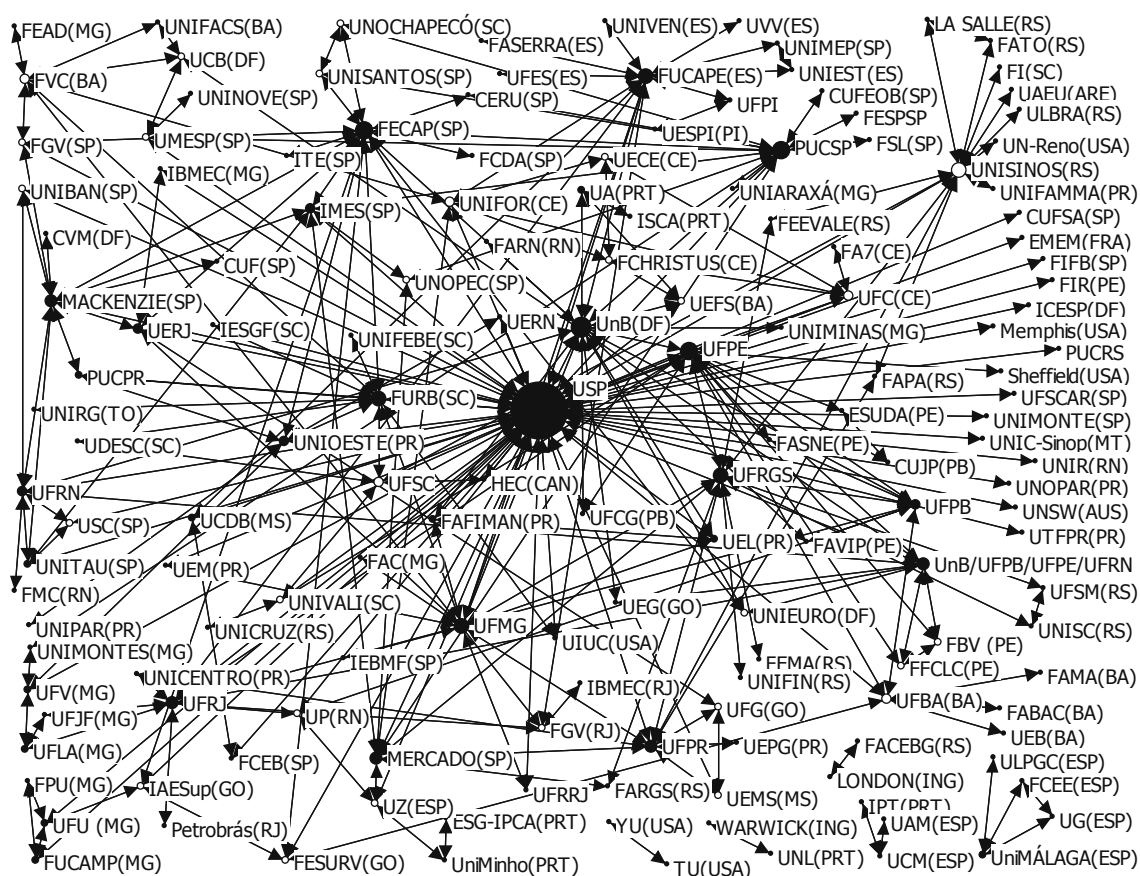 FEAD(MG)
UNIFACS(BA)
UNOCHAPECÓ(SC)
UNIVEN(ES)
UVV(ES)
LA SALLE(RS)
FASERRA(ES)
UNIMEP(SP)
FATO(RS)
UCB(DF)
FVC(BA)
UNISANTOS(SP)
UFES(ES)
FUCAPE(ES)
UNIEST(ES)
FI(SC)
UNINOVE(SP)
CERU(SP)
UFPI
CUFEOB(SP)
UAEU(ARE)
FESPSP
ULBRA(RS)
FGV(SP)
UMESP(SP)
FECAP(SP)
UESPI(PI)
PUCSP
FSL(SP)
UN-Reno(USA)
ITE(SP)
FCDA(SP)
UECE(CE)
UNISINOS(RS)
IBMEC(MG)
UNIBAN(SP)
UA(PRT)
UNIARAXÁ(MG)
UNIFAMMA(PR)
IMES(SP)
UNIFOR(CE)
ISCA(PRT)
FEEVALE(RS)
CUFSA(SP)
CVM(DF)
FARN(RN)
FA7(CE)
EMEM(FRA)
CUF(SP)
UNOPEC(SP)
FCHRISTUS(CE)
FIFB(SP)
FIR(PE)
MACKENZIE(SP)
UEFS(BA)
UFC(CE)
ICESP(DF)
UERJ
IESGF(SC)
UERN
UnB(DF)
UNIMINAS(MG)
Memphis(USA)
UNIFEBE(SC)
UFPE
PUCRS
PUCPR
USP
FAPA(RS)
Sheffield(USA)
FURB(SC)
UFSCAR(SP)
UNIRG(TO)
ESUDA(PE)
UNIMONTE(SP)
UDESC(SC)
UNIOESTE(PR)
FASNE(PE)
UNIC-Sinop(MT)
CUJP(PB)
UNIR(RN)
UFRN
UFSC
HEC(CAN)
UFRGS
UNOPAR(PR)
UFPB
UNSW(AUS)
USC(SP)
UCDB(MS)
FAFIMAN(PR)
UFCG(PB)
UTFPR(PR)
UEL(PR)
FAVIP(PE)
UNITAU(SP)
UEM(PR)
FAC(MG)
UnB/UFPB/UFPE/UFRN
FMC(RN)
UFSM(RS)
UNIVALI(SC)
UEG(GO)
UNIEURO(DF)
UNIPAR(PR)
UNICRUZ(RS)
UFMG
UIUC(USA)
UNISC(RS)
UNIMONTES(MG)
FBV (PE)
IEBMF(SP)
FFMA(RS)
FFCLC(PE)
UNICENTRO(PR)
UNIFIN(RS)
FAMA(BA)
UFV(MG)
UFRJ
IBMEC(RJ)
UFBA(BA)
UFJF(MG)
UP(RN)
UFG(GO)
FABAC(BA)
FGV(RJ)
UEB(BA)
UFLA(MG)
FCEB(SP)
MERCADO(SP)
UFPR
UEPG(PR)
FACEBG(RS)
ULPGC(ESP)
FPU(MG)
IAESup(GO)
UFRRJ
FARGS(RS)
LONDON(ING)
FCEE(ESP)
UZ(ESP)
UEMS(MS)
IPT(PRT)
UFU (MG)
Petrobrás(RJ)
ESG-IPCA(PRT)
YU(USA)
WARWICK(ING)
UAM(ESP)
UG(ESP)
FUCAMP(MG)
FESURV(GO)
UniMinho(PRT)
TU(USA)
UNL(PRT)
UCM(ESP)
UniMÁLAGA(ESP)